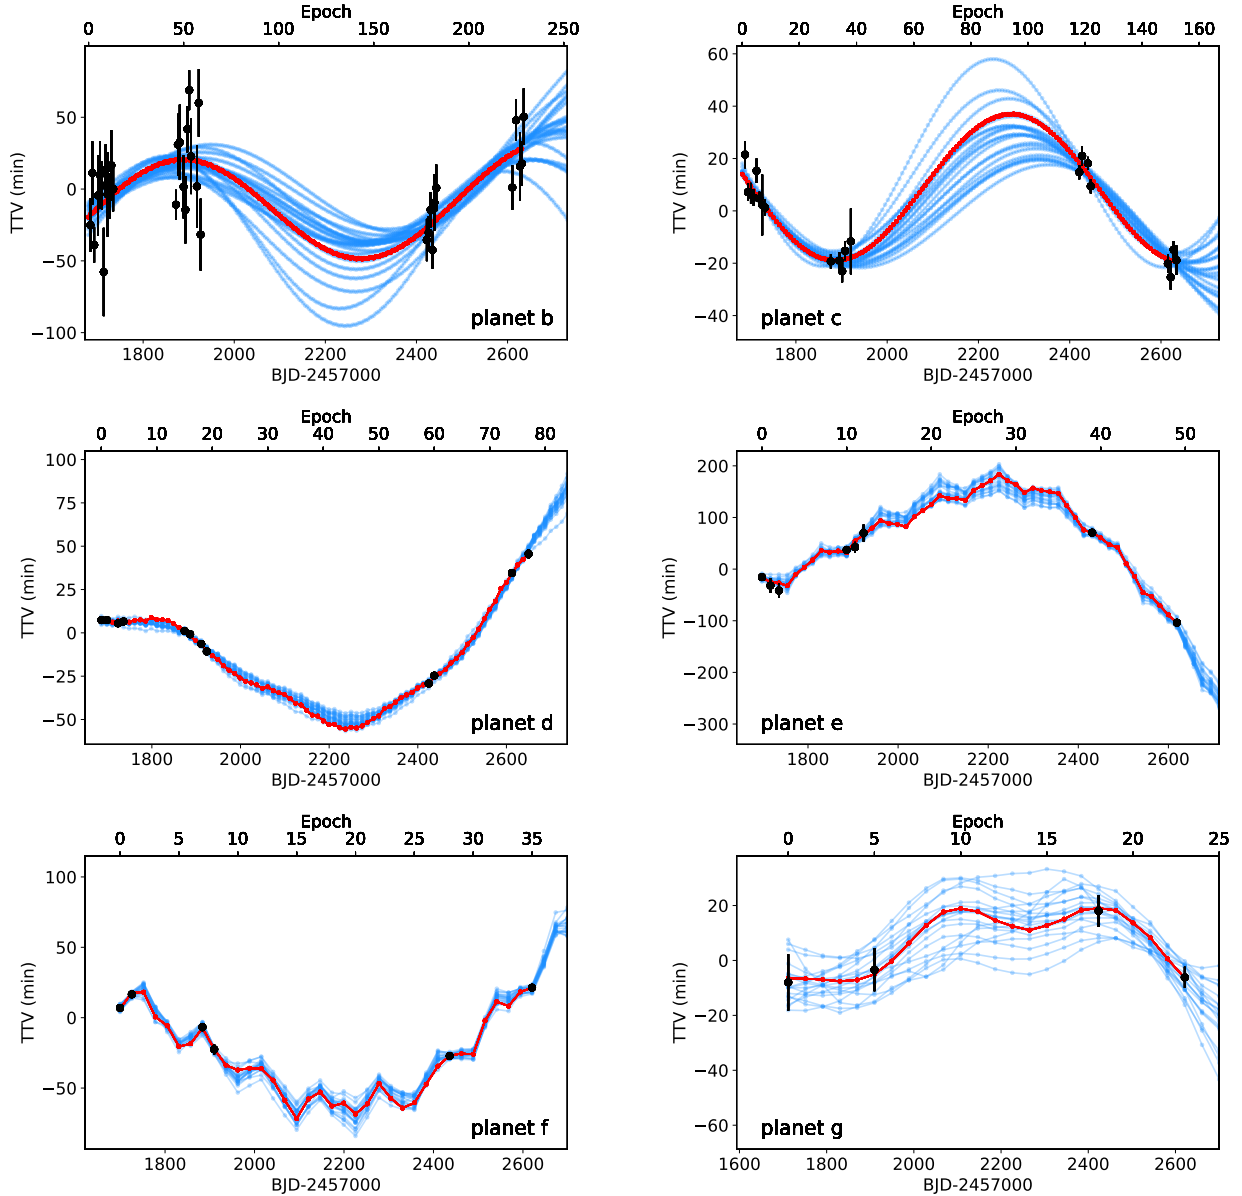 Epoch Epoch
0 50 100 150 200 250 0 20 40 60 80 100 120 140 160
50 0 −50 −100 TTV (min) planet b
60 40 20 0 −20 −40 TTV (min) planet c
1800 2000 2200 2400 2600 1800 2000 2200 2400 2600
BJD-2457000 BJD-2457000
Epoch Epoch
0 10 20 30 40 50 60 70 80 0 10 20 30 40 50
100 75 50 25 0 −25 −50 TTV (min) planet d
200 100 0 −100 −200 −300 TTV (min) planet e
1800 2000 2200 2400 2600 1800 2000 2200 2400 2600
BJD-2457000 BJD-2457000
Epoch Epoch
0 5 10 15 20 25 30 35 0 5 10 15 20 25
100 50 0 −50 TTV (min) planet f
20 0 −20 −40 −60 TTV (min) planet g
1800 2000 2200 2400 2600 1600 1800 2000 2200 2400 2600
BJD-2457000 BJD-2457000